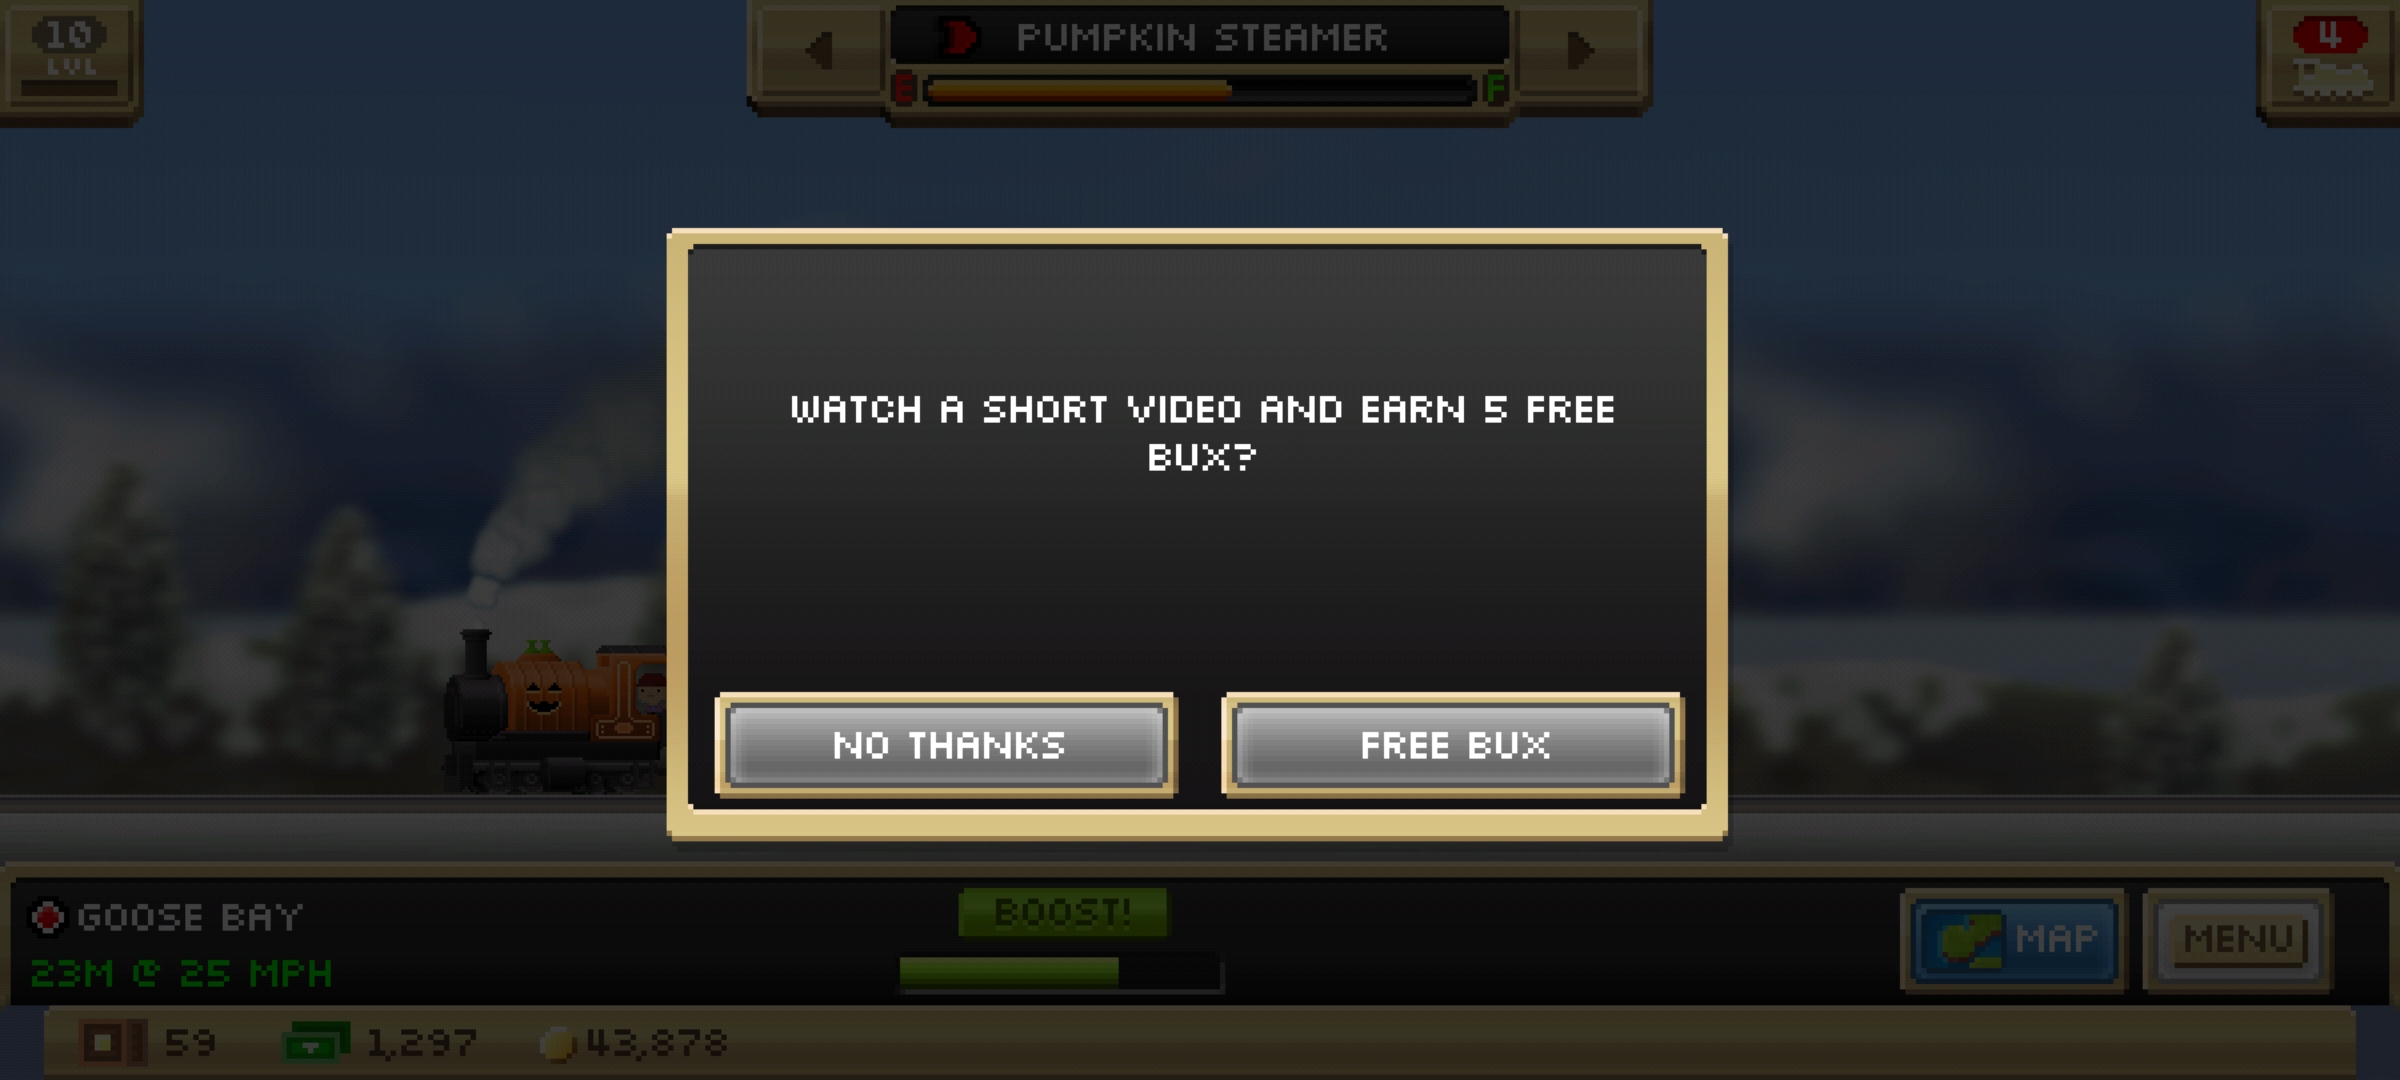 10
LVL
PUMPKIN STEAMER
E F
4
WATCH A SHORT VIDEO AND EARN 5 FREE
BUX?
NO THANKS
FREE BUX
GOOSE BAY
23M @ 25 MPH
BOOST!
MAP
MENU
59
1,297
43,878